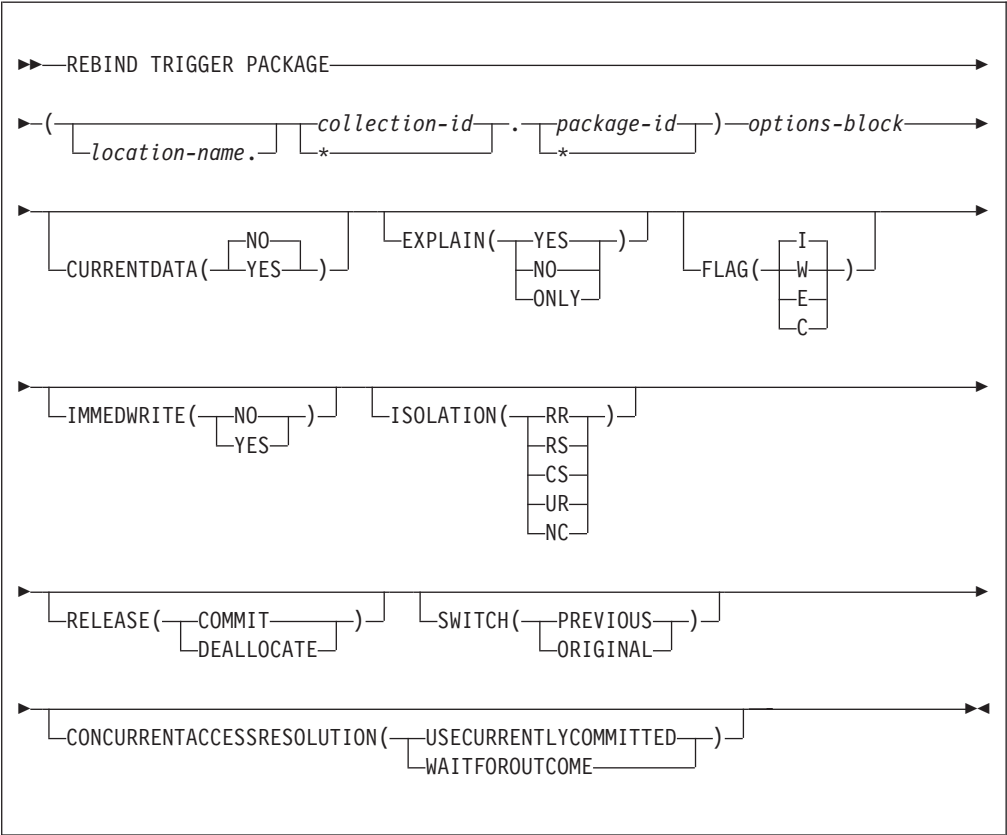 REBIND TRIGGER PACKAGE
( collection-id . package-id ) options-block
location-name. * *
NO
CURRENTDATA( YES )
EXPLAIN( YES )
NO
ONLY
I
FLAG( W )
E
C
IMMEDWRITE( NO )
YES
ISOLATION( RR )
RS
CS
UR
NC
RELEASE( COMMIT )
DEALLOCATE
SWITCH( PREVIOUS )
ORIGINAL
CONCURRENTACCESSRESOLUTION( USECURRENTLYCOMMITTED )
WAITFOROUTCOME